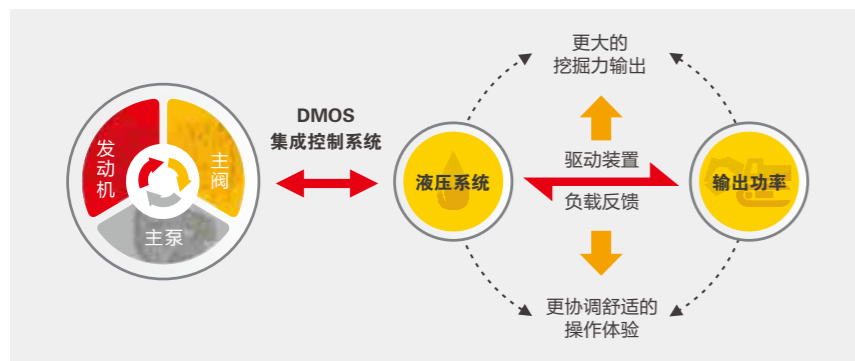 发动机
主阀
主泵
DMOS
集成控制系统
液压系统
更大的
挖掘力输出
驱动装置
负载反馈
更协调舒适的
操作体验
输出功率